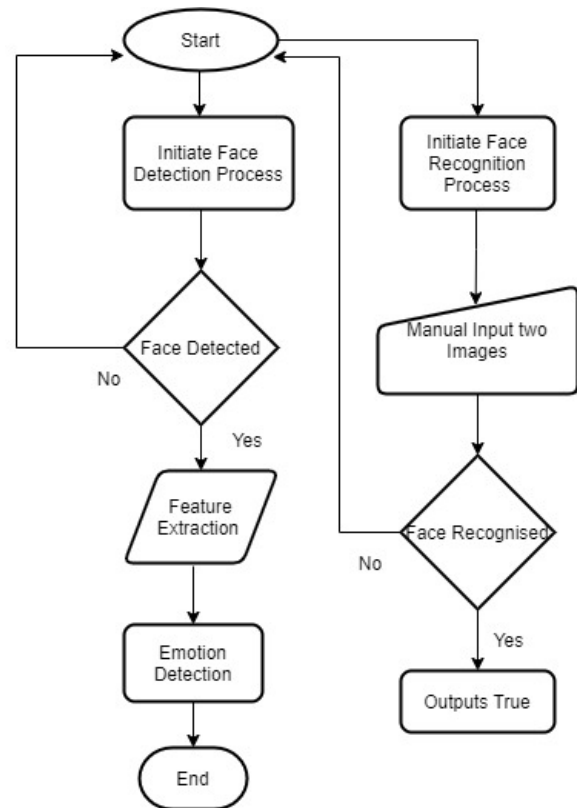 Start
Initiate Face
Detection Process
Initiate Face
Recognition
Process
Manual Input two
Images
Face Detected
No
Yes
Face Recognised
No
Yes
Feature
Extraction
Emotion
Detection
Outputs True
End